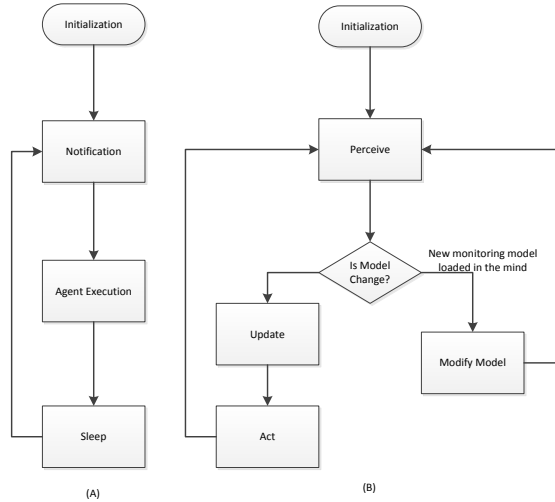 Initialization
Notification
Agent Execution
Sleep
(A)
Initialization
Perceive
Is Model
Change?
New monitoring model
loaded in the mind
Update
Modify Model
Act
(B)